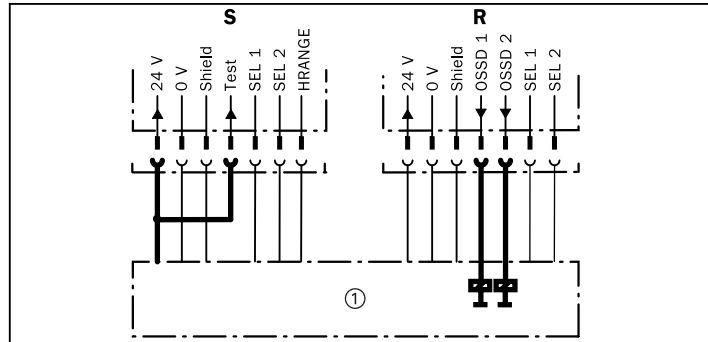 S
24 V
0 V
Shield
Test
SEL 1
SEL 2
HRANGE
R
24 V
0 V
Shield
OSSD 1
OSSD 2
SEL 1
SEL 2
①